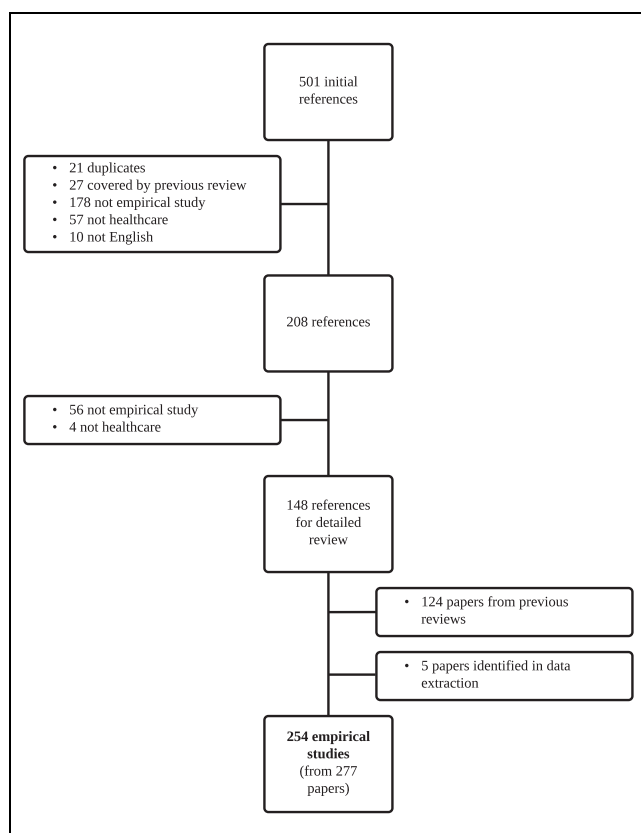 501 initial
references
• 21 duplicates
• 27 covered by previous review
• 178 not empirical study
• 57 not healthcare
• 10 not English
208 references
• 56 not empirical study
• 4 not healthcare
148 references
for detailed
review
• 124 papers from previous
reviews
• 5 papers identified in data
extraction
254 empirical
studies
(from 277
papers)